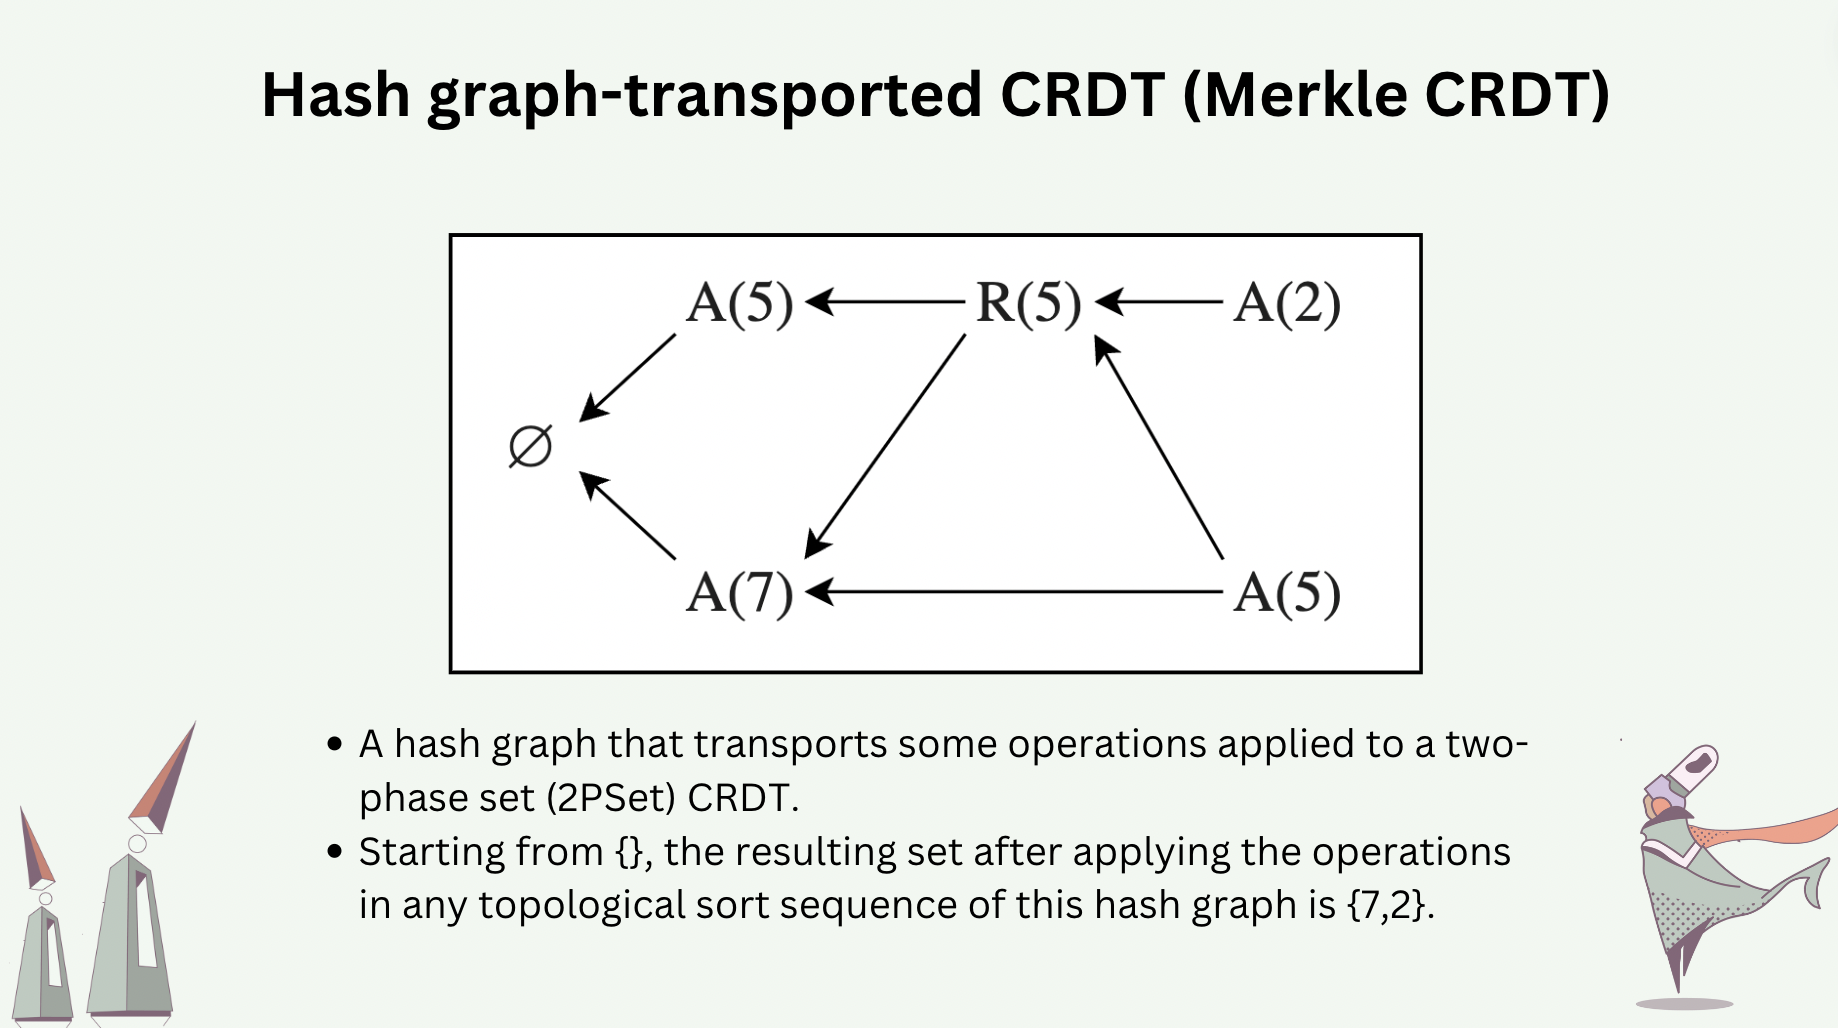 Hash graph-transported CRDT (Merkle CRDT)
A(5) R(5) A(2)
∅
A(7) A(5)
• A hash graph that transports some operations applied to a two-
phase set (2PSet) CRDT.
• Starting from {}, the resulting set after applying the operations
in any topological sort sequence of this hash graph is {7,2}.